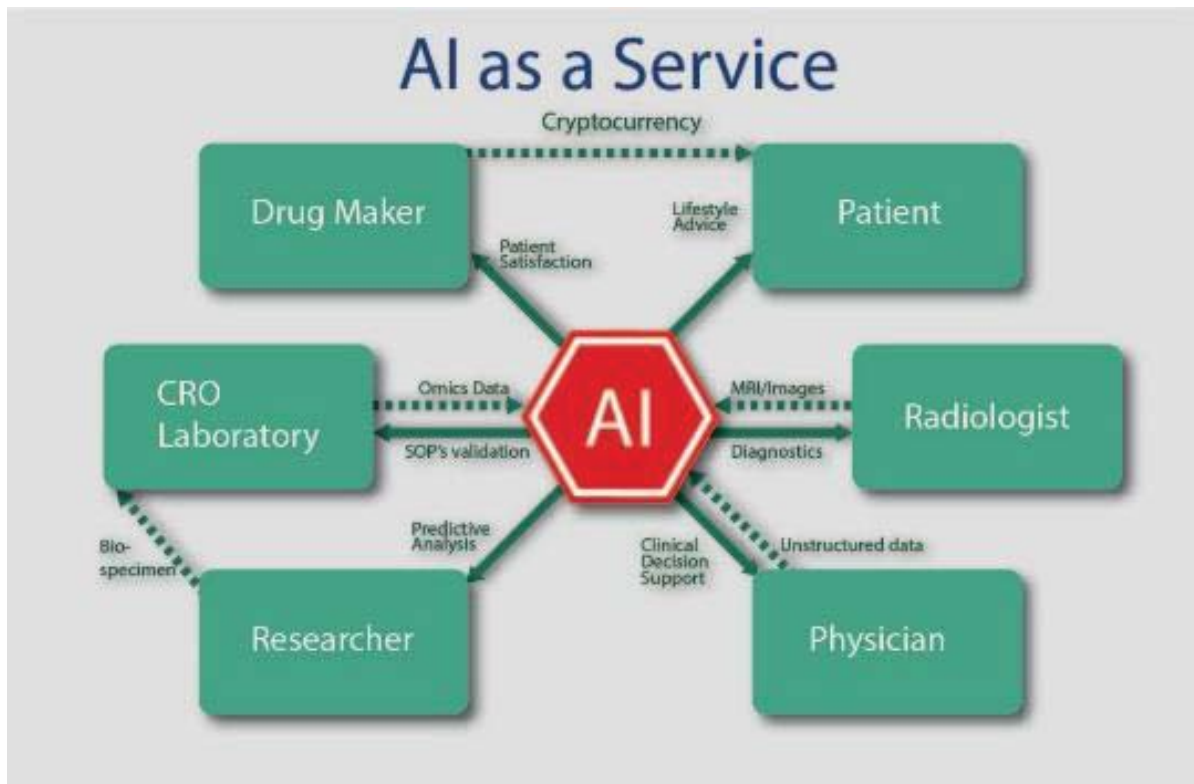 AI as a Service
Cryptocurrency
Drug Maker
Patient
Lifestyle
Advice
Patient
Satisfaction
CRO
Laboratory
Omics Data
SOP's validation
AI
MRI/Images
Diagnostics
Radiologist
Predictive
Analysis
Clinical
Decision
Support
Unstructured data
Bio-
specimen
Researcher
Physician